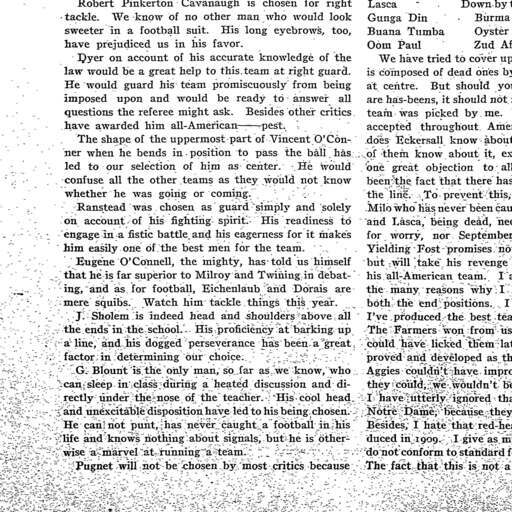 Robert Pinkerton Cavanaugh is chosen for right
tackle. We know of no other man who would look
sweeter in a football suit. His long eyebrows, too,
have prejudiced us in his favor.
Dyer on account of his accurate knowledge of the
law would be a great help to this team at right guard.
He would guard his team promiscuously from being
imposed upon and would be ready to answer all
questions the referee might ask. Besides other critics
have awarded him all-American——pest.
The shape of the uppermost part of Vincent O'Con-
ner when he bends in position to pass the ball has
led to our selection of him as center. He would
confuse all the other teams as they would not know
whether he was going or coming.
Ranstead was chosen as guard simply and solely
on account of his fighting spirit. His readiness to
engage in a fistic battle and his eagerness for it makes
him easily one of the best men for the team.
Eugene O'Connell, the mighty, has told us himself
that he is far superior to Milroy and Twining in debat-
ing, and as for football, Eichenlaub and Dorais are
mere squibs. Watch him tackle things this year.
J. Sholem is indeed head and shoulders above all
the ends in the school. His proficiency at barking up
a line, and his dogged perseverance has been a great
factor in determining our choice.
G. Blount is the only man, so far as we know, who
can sleep in class during a heated discussion and di-
rectly under the nose of the teacher. His cool head
and unexcitable disposition have led to his being chosen.
He can not punt, has never caught a football in his
life and knows nothing about signals, but he is other-
wise a marvel at running a team.
Pugnet will not be chosen by most critics because
Lasca Down by t
Gunga Din Burma
Buana Tumba Oyster
Oom Paul Zud Af
We have tried to cover up
is composed of dead ones by
at centre. But should you
are has-beens, it should not
team was picked by me.
accepted throughout Ame
does Eckersall know about
of them know about it, ex
one great objection to all
been the fact that there has
the line. To prevent this,
Milo who has never been cau
and Lasca, being dead, nee
for worry, nor September
Yielding Fost promises no
but will take his revenge
his all-American team. I a
the many reasons why I
both the end positions. I
I've produced the best tea
The Farmers won from us
could have licked them lat
proved and developed as th
Aggies couldn't have impro
they could, we wouldn't be
I have utterly ignored tha
Notre Dame, because they
Besides, I hate that red-hea
duced in 1909. I give as m
do not conform to standard f
The fact that this is not a